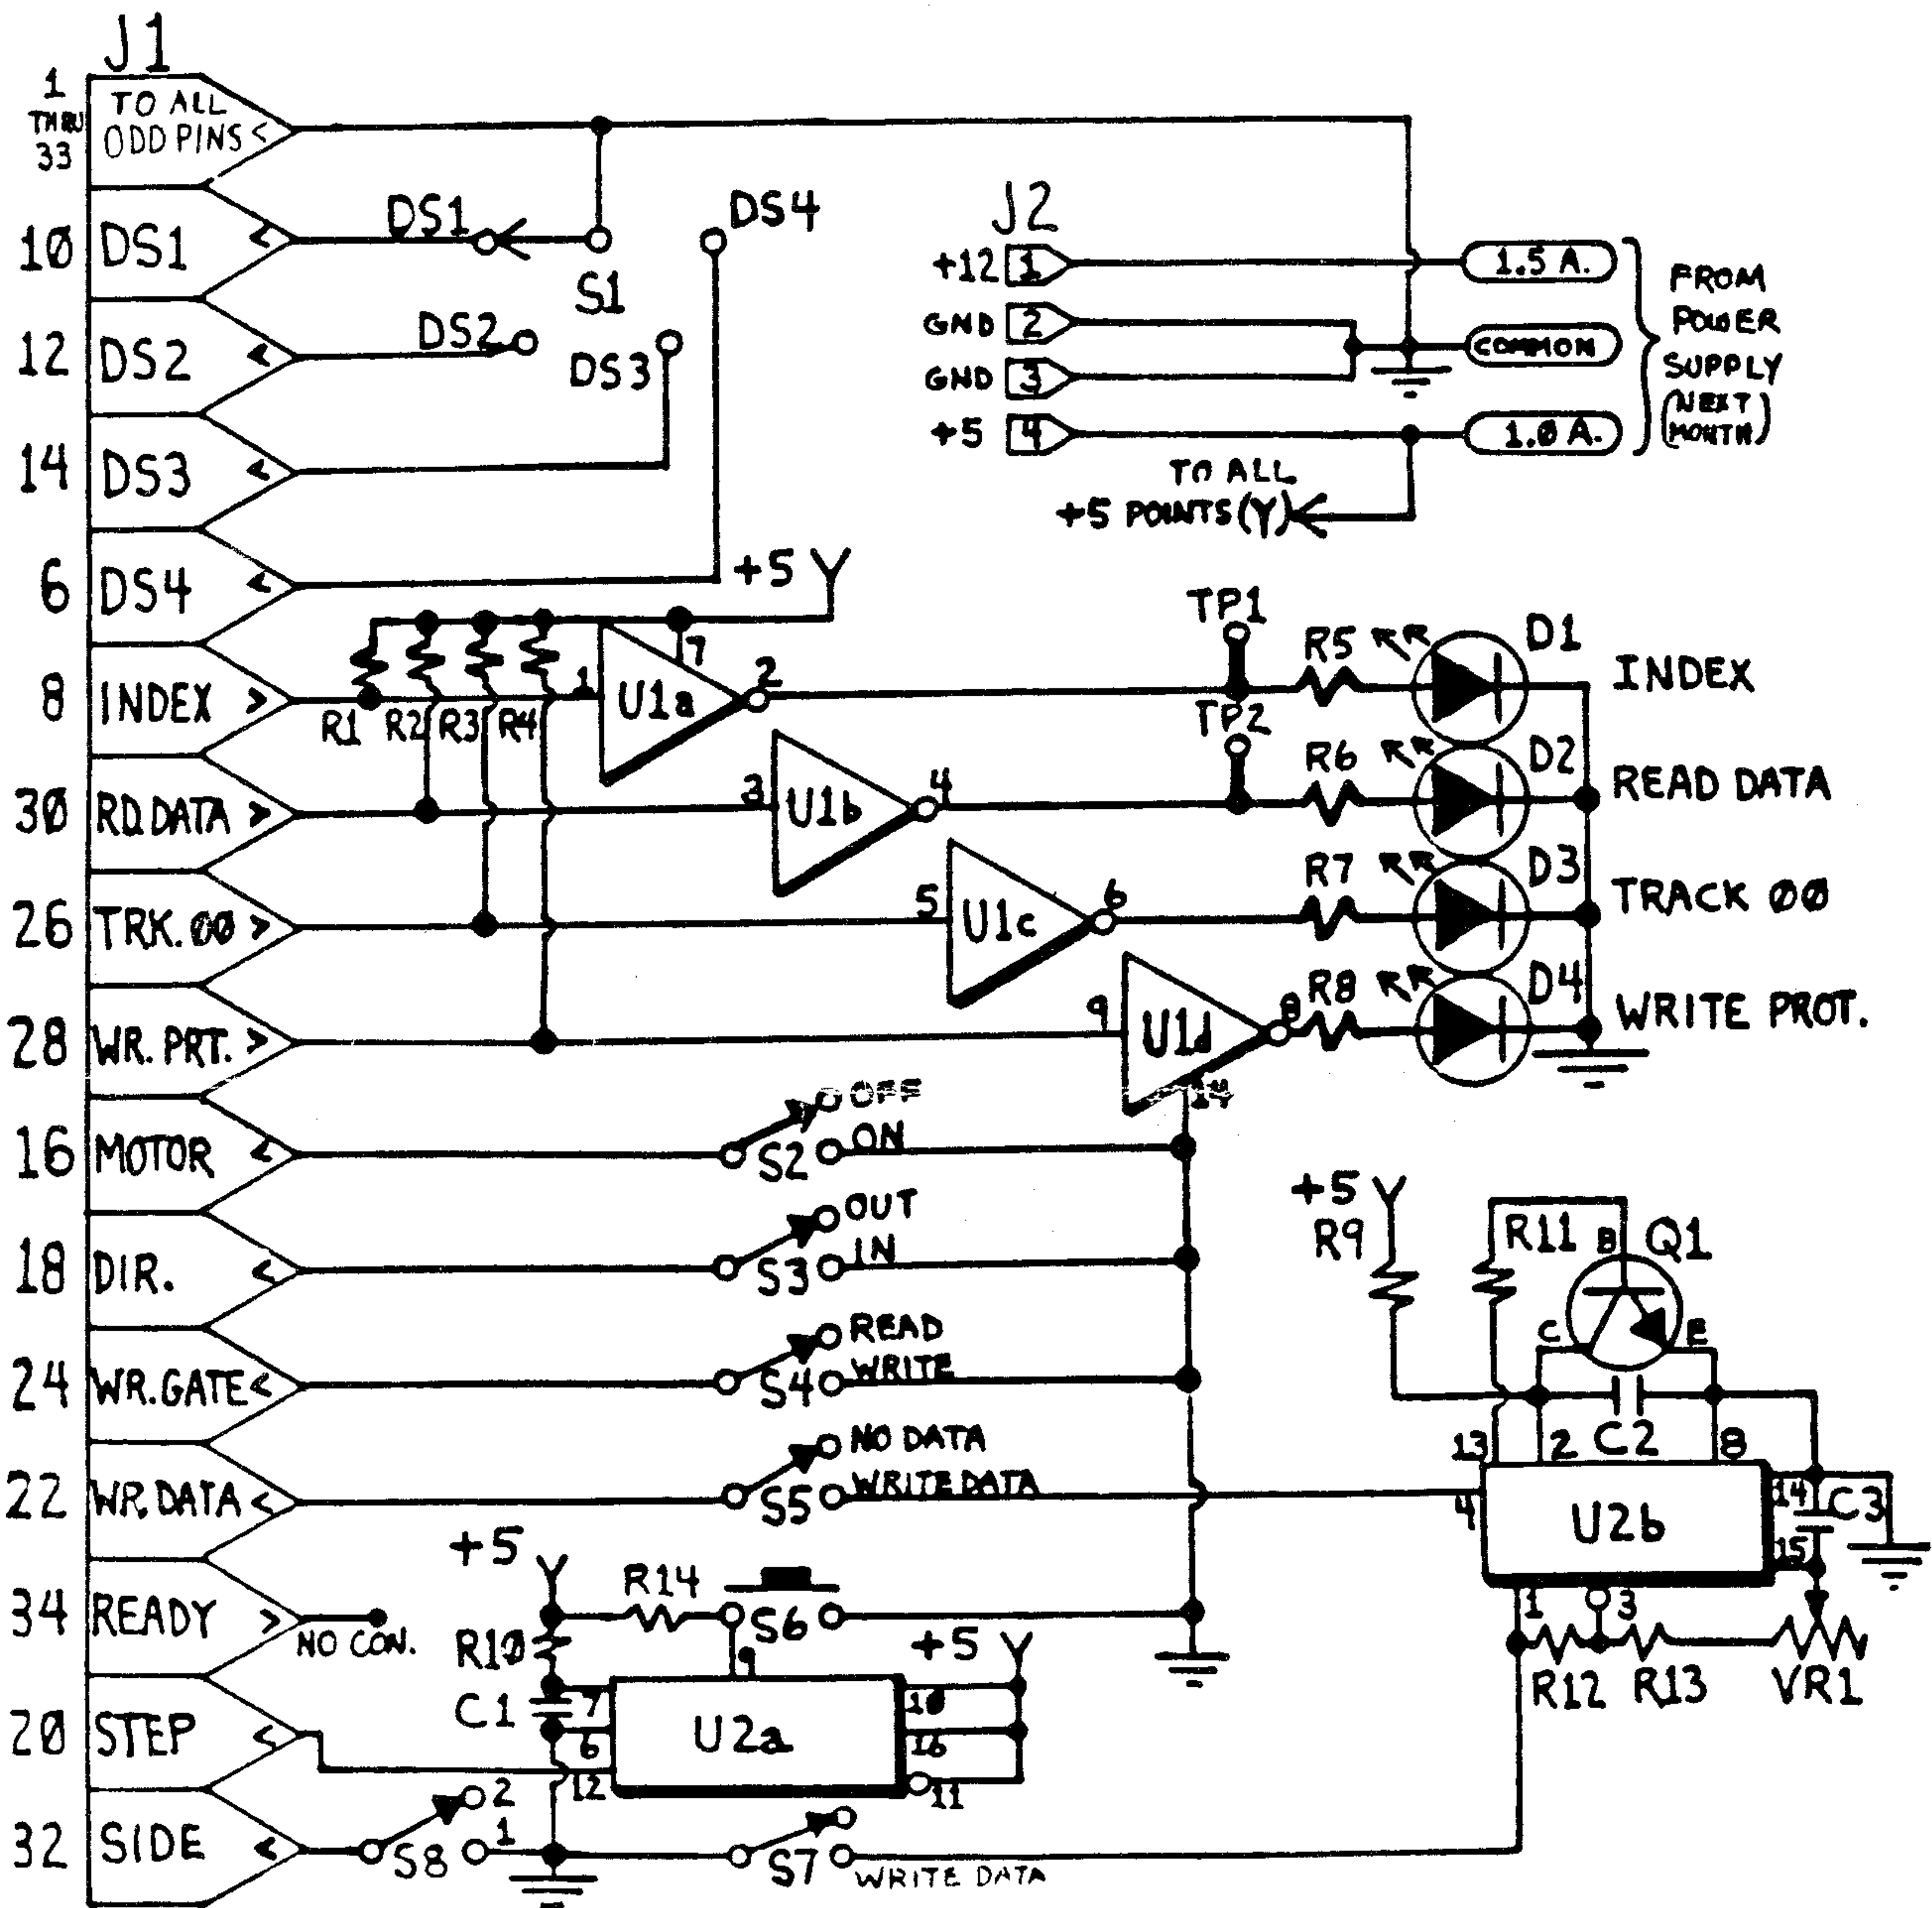 J1
1
THRU
33
TO ALL
ODD PINS <
10 DS1 <
DS1
S1
DS4
12 DS2 <
DS2
DS3
14 DS3 <
6 DS4 <
J2
+12 1
1.5 A.
GND 2
GND 3
COMMON
+5 4
1.0 A.
FROM
POWER
SUPPLY
(NEXT
MONTH)
TO ALL
+5 POINTS (Y)
+5
8 INDEX >
R1 R2 R3 R4
1 U1a 7 2
TP1
R5
D1
INDEX
30 RD.DATA >
3 U1b 4
TP2
R6
D2
READ DATA
26 TRK.00 >
5 U1c 6
R7
D3
TRACK 00
28 WR. PRT. >
9 U1d 8
14
R8
D4
WRITE PROT.
16 MOTOR <
OFF
S2 ON
18 DIR. <
OUT
S3 IN
24 WR.GATE <
READ
S4 WRITE
22 WR.DATA <
NO DATA
S5 WRITE DATA
+5
R9
R11
B Q1
C E
13 2 C2 8
4 U2b 14 C3
15
1 3
R12 R13 VR1
34 READY >
NO CON.
+5
R14
S6
R10
9
+5
20 STEP <
C1
7 10
6 U2a 16
12 11
32 SIDE <
2
S8 1
S7 WRITE DATA